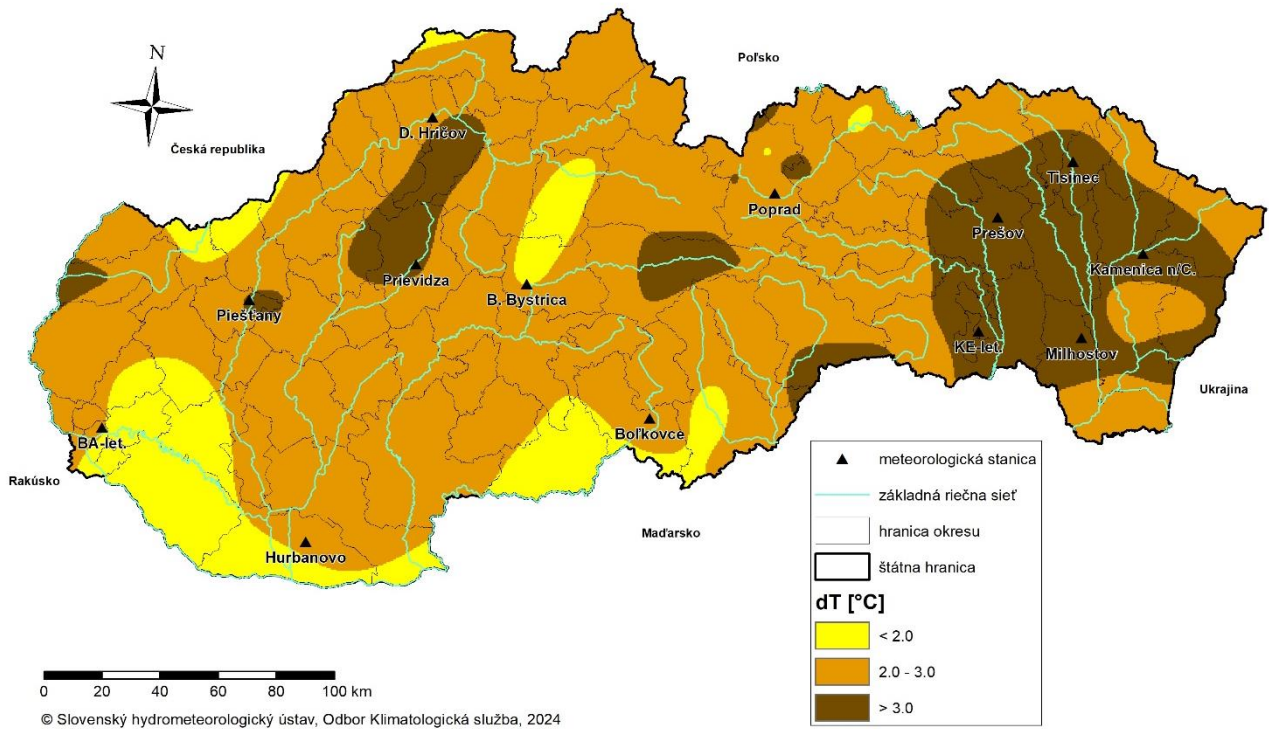 N
Poľsko
Česká republika
D. Hričov
Tisinec
Poprad
Prešov
Kamenica n/C.
Prievidza
B. Bystrica
Piešťany
KE-let.
Milhostov
Ukrajina
BA-let.
Boľkovce
Rakúsko
Maďarsko
Hurbanovo
meteorologická stanica
základná riečna sieť
hranica okresu
štátna hranica
dT [°C]
< 2.0
2.0 - 3.0
> 3.0
0 20 40 60 80 100 km
© Slovenský hydrometeorologický ústav, Odbor Klimatologická služba, 2024